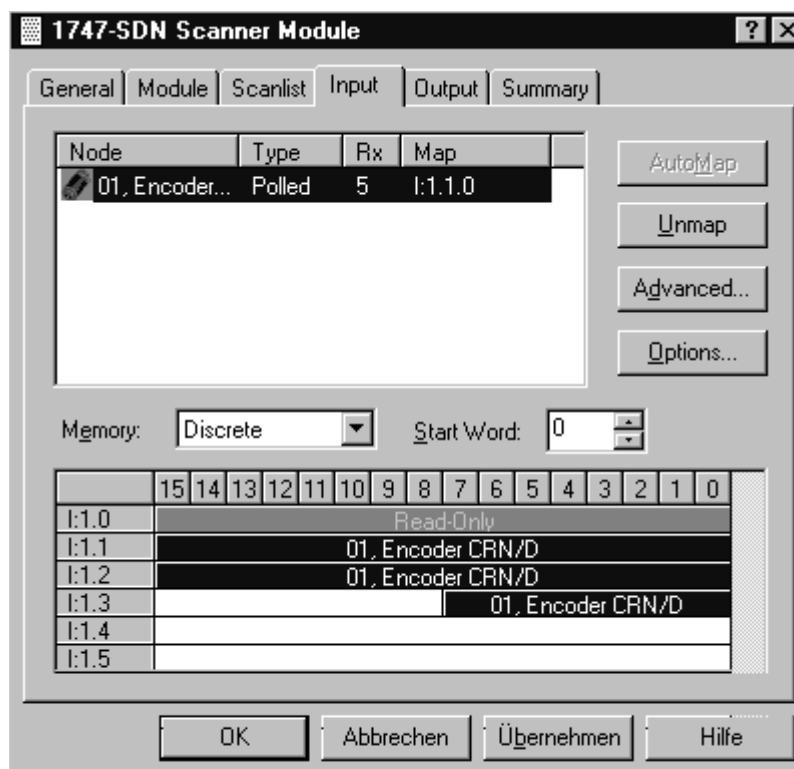 1747-SDN Scanner Module
General Module Scanlist Input Output Summary
Node Type Rx Map
01, Encoder... Polled 5 I:1.1.0
AutoMap
Unmap
Advanced...
Options...
Memory: Discrete Start Word: 0
15 14 13 12 11 10 9 8 7 6 5 4 3 2 1 0
I:1.0 Read-Only
I:1.1 01, Encoder CRN/D
I:1.2 01, Encoder CRN/D
I:1.3 01, Encoder CRN/D
I:1.4
I:1.5
OK Abbrechen Übernehmen Hilfe